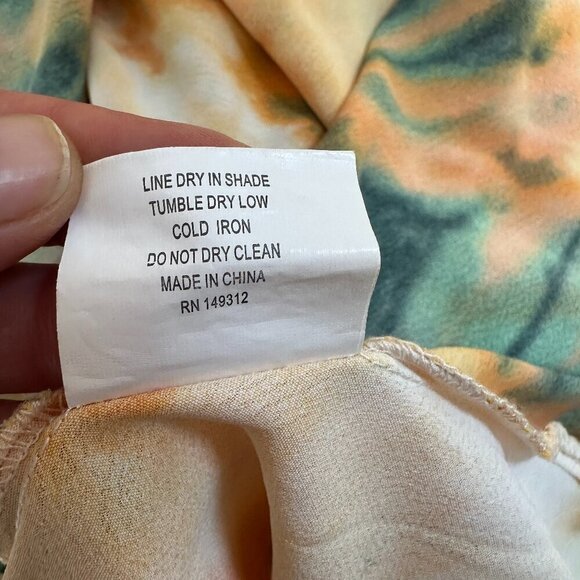 LINE DRY IN SHADE
TUMBLE DRY LOW
COLD IRON
DO NOT DRY CLEAN
MADE IN CHINA
RN 149312